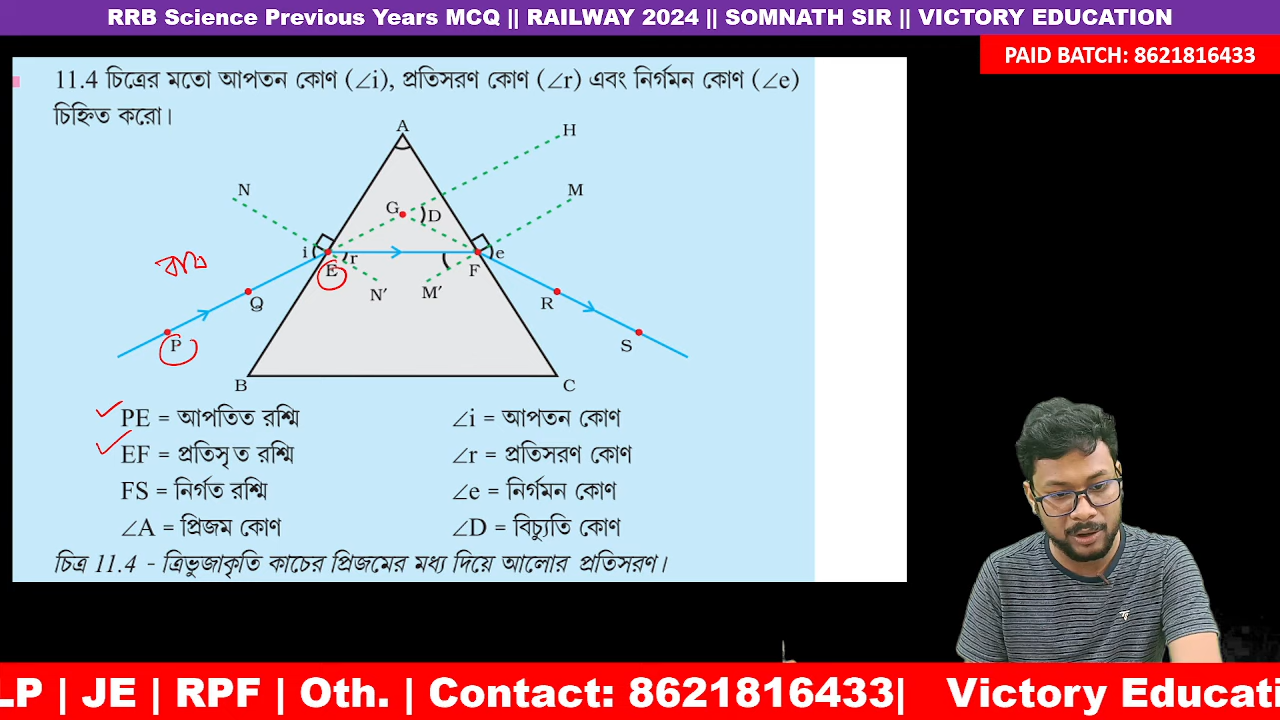 RRB Science Previous Years MCQ || RAILWAY 2024 || SOMNATH SIR || VICTORY EDUCATION
PAID BATCH: 8621816433
11.4 চিত্রের মতো আপতন কোণ (∠i), প্রতিসরণ কোণ (∠r) এবং নির্গমন কোণ (∠e)
চিহ্নিত করো।
A
H
N
M
G
D
i
r
e
E
F
N′
M′
Q
R
P
S
B
C
PE = আপতিত রশ্মি
∠i = আপতন কোণ
EF = প্রতিসৃত রশ্মি
∠r = প্রতিসরণ কোণ
FS = নির্গত রশ্মি
∠e = নির্গমন কোণ
∠A = প্রিজম কোণ
∠D = বিচ্যুতি কোণ
চিত্র 11.4 - ত্রিভুজাকৃতি কাচের প্রিজমের মধ্য দিয়ে আলোর প্রতিসরণ।
LP | JE | RPF | Oth. | Contact: 8621816433| Victory Educati